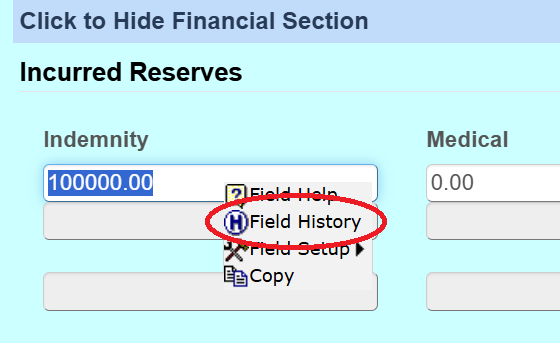 Click to Hide Financial Section
Incurred Reserves
Indemnity Medical
100000.00 0.00
Field Help
H Field History
Field Setup
Copy